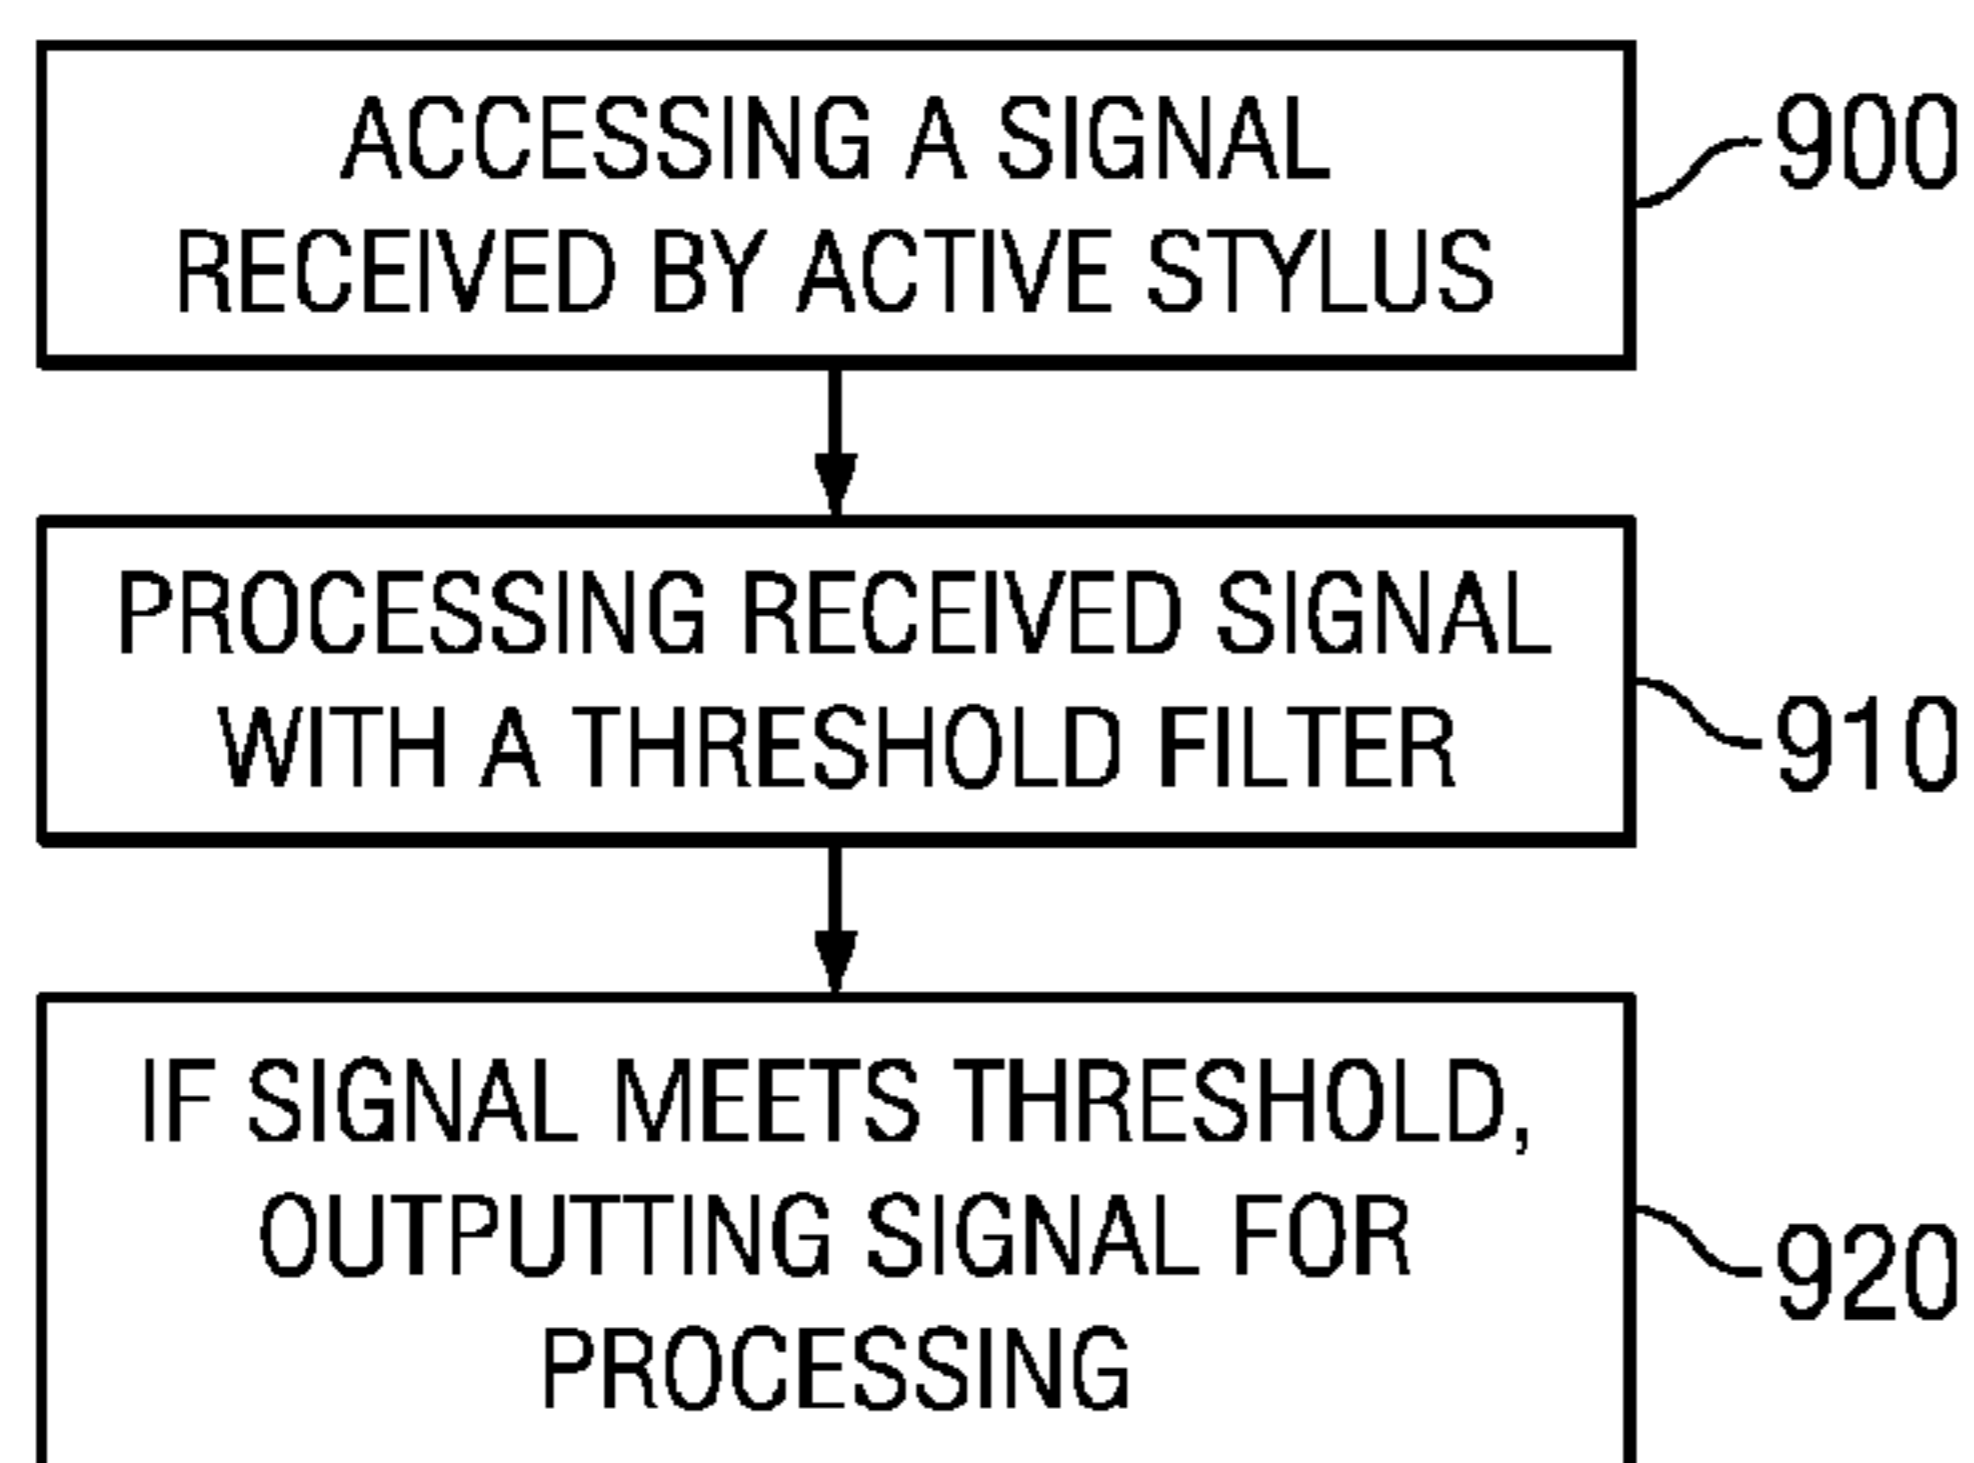 ACCESSING A SIGNAL
RECEIVED BY ACTIVE STYLUS
900
PROCESSING RECEIVED SIGNAL
WITH A THRESHOLD FILTER
910
IF SIGNAL MEETS THRESHOLD,
OUTPUTTING SIGNAL FOR
PROCESSING
920